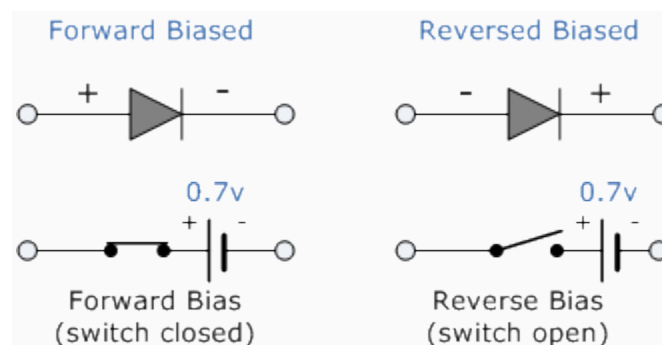 Forward Biased
Reversed Biased
+ -
- +
0.7v
0.7v
+ -
+ -
Forward Bias
(switch closed)
Reverse Bias
(switch open)